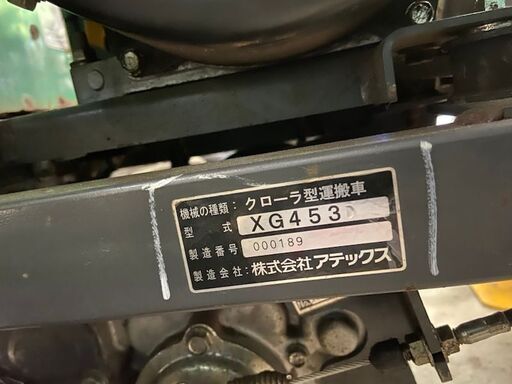 機械の種類：クローラ型運搬車
型式 XG453D
製造番号 000189
製造会社：株式会社アテックス